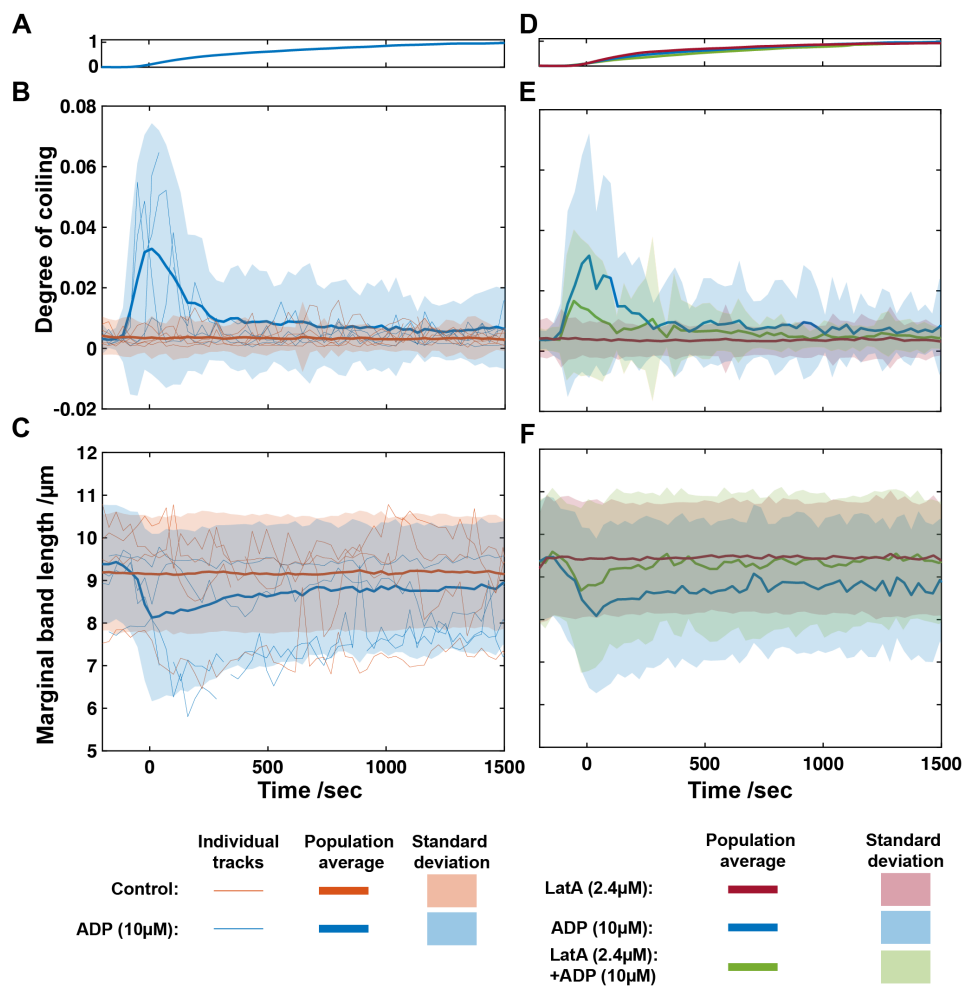 A
D
1
0
B
E
0.08
0.06
0.04
0.02
0
-0.02
Degree of coiling
C
F
12
11
10
9
8
7
6
5
Marginal band length /µm
0 500 1000 1500
0 500 1000 1500
Time /sec
Time /sec
Individual
tracks
Population
average
Standard
deviation
Control:
ADP (10µM):
Population
average
Standard
deviation
LatA (2.4µM):
ADP (10µM):
LatA (2.4µM)
+ADP (10µM)